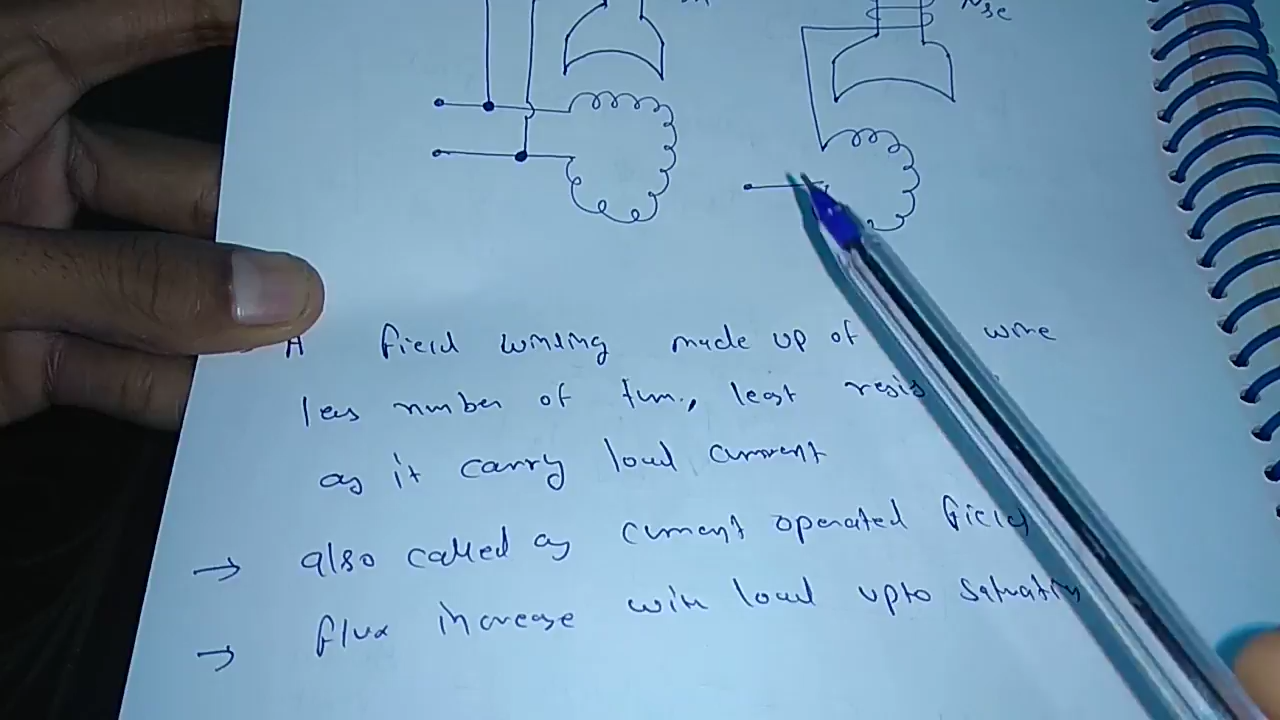 Nse
A field winding made up of wire
less number of turn, least resis
as it carry load current
→ also called as current operated field
→ flux increase with load upto saturation